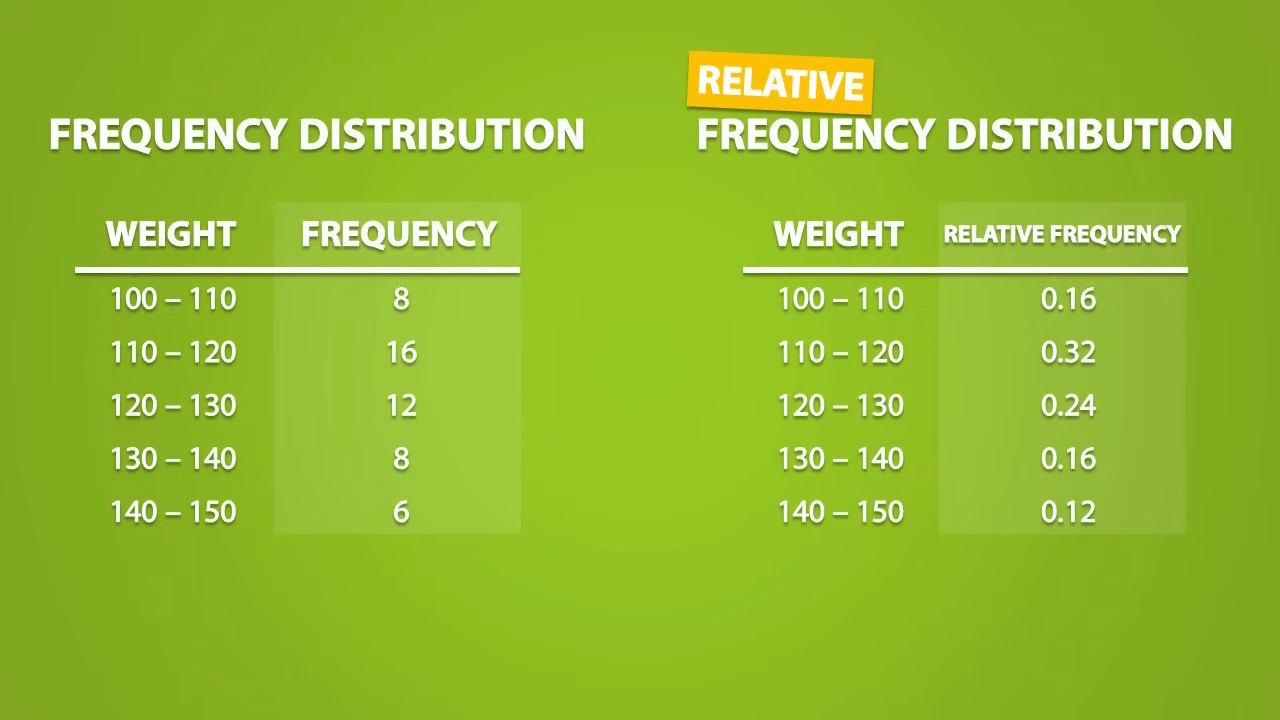 RELATIVE
FREQUENCY DISTRIBUTION
FREQUENCY DISTRIBUTION
WEIGHT FREQUENCY
100 – 110 8
110 – 120 16
120 – 130 12
130 – 140 8
140 – 150 6
WEIGHT RELATIVE FREQUENCY
100 – 110 0.16
110 – 120 0.32
120 – 130 0.24
130 – 140 0.16
140 – 150 0.12